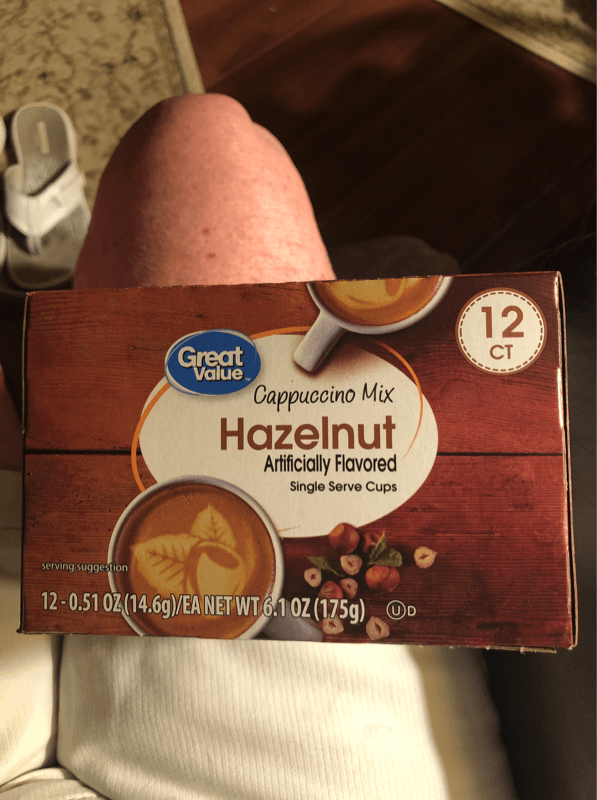 12
CT
Great
Value
Cappuccino Mix
Hazelnut
Artificially Flavored
Single Serve Cups
serving suggestion
12 - 0.51 OZ (14.6g)/EA NET WT 6.1 OZ (175g) UD